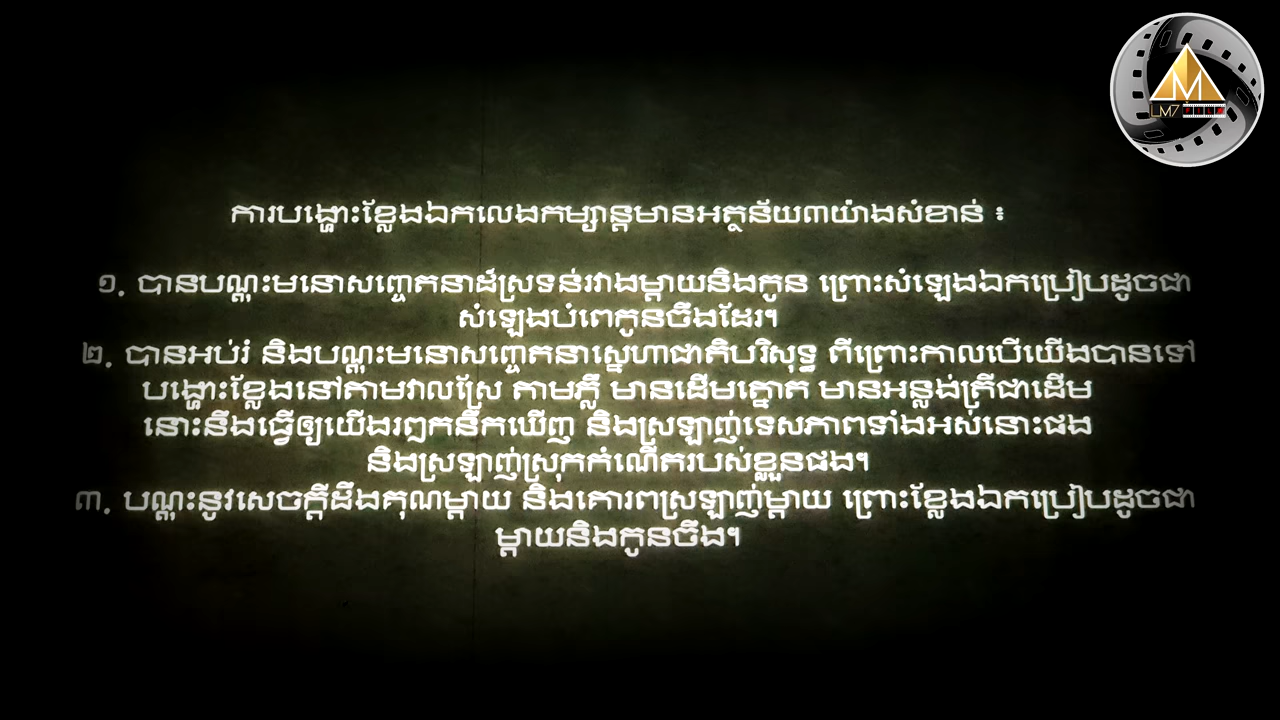 LM7 FILM
ការបង្ហោះខ្លែងឯកលេងកម្សាន្តមានអត្ថន័យ៣យ៉ាងសំខាន់ ៖
១. បានបណ្តុះមនោសញ្ចេតនាដ៏ស្រទន់រវាងម្តាយនិងកូន ព្រោះសំឡេងឯកប្រៀបដូចជា
សំឡេងបំពេកូនចឹងដែរ។
២. បានអប់រំ និងបណ្តុះមនោសញ្ចេតនាស្នេហាជាតិបរិសុទ្ធ ពីព្រោះកាលបើយើងបានទៅ
បង្ហោះខ្លែងនៅតាមវាលស្រែ តាមភ្លឺ មានដើមត្នោត មានអន្លង់ត្រីជាដើម
នោះនឹងធ្វើឲ្យយើងរឭកនឹកឃើញ និងស្រឡាញ់ទេសភាពទាំងអស់នោះផង
និងស្រឡាញ់ស្រុកកំណើតរបស់ខ្លួនផង។
៣. បណ្តុះនូវសេចក្តីដឹងគុណម្តាយ និងគោរពស្រឡាញ់ម្តាយ ព្រោះខ្លែងឯកប្រៀបដូចជា
ម្តាយនិងកូនចឹង។